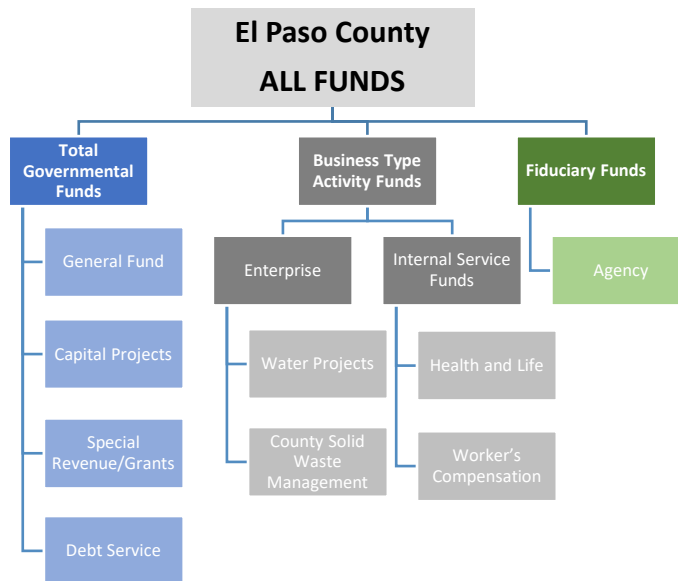 El Paso County
ALL FUNDS
Total
Governmental
Funds
Business Type
Activity Funds
Fiduciary Funds
General Fund
Enterprise
Internal Service
Funds
Agency
Capital Projects
Water Projects
Health and Life
Special
Revenue/Grants
County Solid
Waste
Management
Worker’s
Compensation
Debt Service